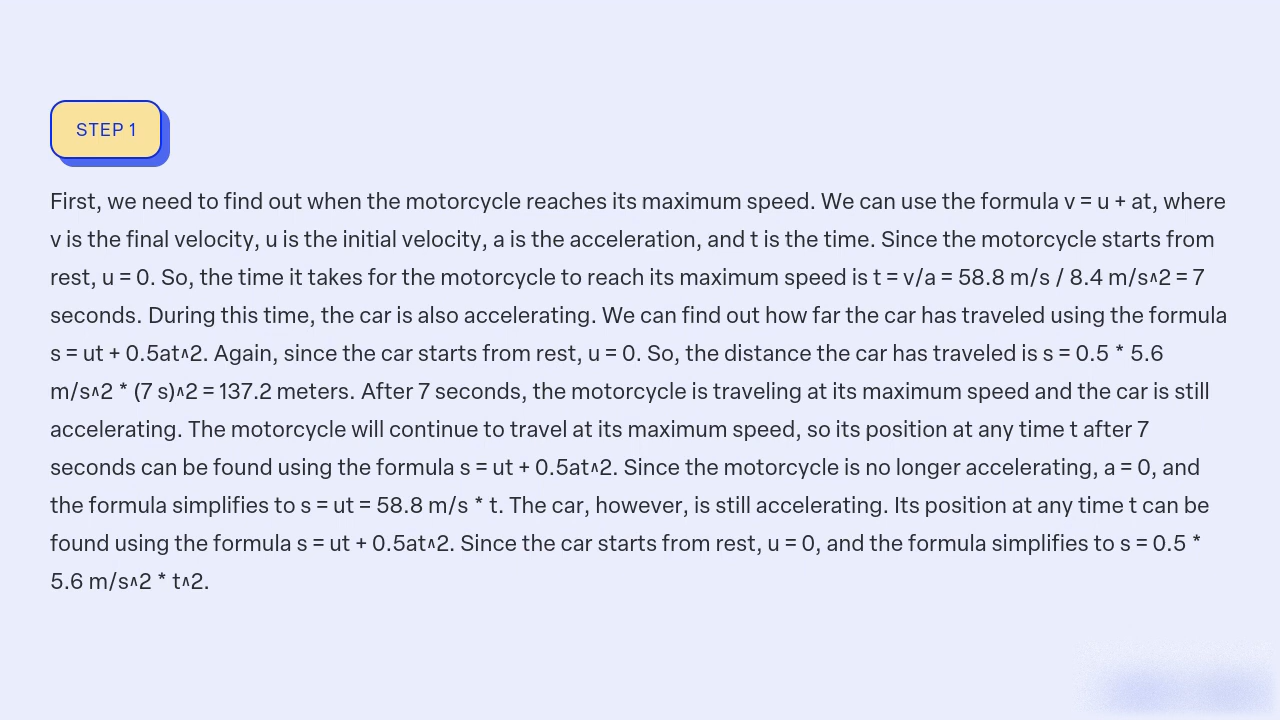 STEP 1
First, we need to find out when the motorcycle reaches its maximum speed. We can use the formula v = u + at, where
v is the final velocity, u is the initial velocity, a is the acceleration, and t is the time. Since the motorcycle starts from
rest, u = 0. So, the time it takes for the motorcycle to reach its maximum speed is t = v/a = 58.8 m/s / 8.4 m/s^2 = 7
seconds. During this time, the car is also accelerating. We can find out how far the car has traveled using the formula
s = ut + 0.5at^2. Again, since the car starts from rest, u = 0. So, the distance the car has traveled is s = 0.5 * 5.6
m/s^2 * (7 s)^2 = 137.2 meters. After 7 seconds, the motorcycle is traveling at its maximum speed and the car is still
accelerating. The motorcycle will continue to travel at its maximum speed, so its position at any time t after 7
seconds can be found using the formula s = ut + 0.5at^2. Since the motorcycle is no longer accelerating, a = 0, and
the formula simplifies to s = ut = 58.8 m/s * t. The car, however, is still accelerating. Its position at any time t can be
found using the formula s = ut + 0.5at^2. Since the car starts from rest, u = 0, and the formula simplifies to s = 0.5 *
5.6 m/s^2 * t^2.